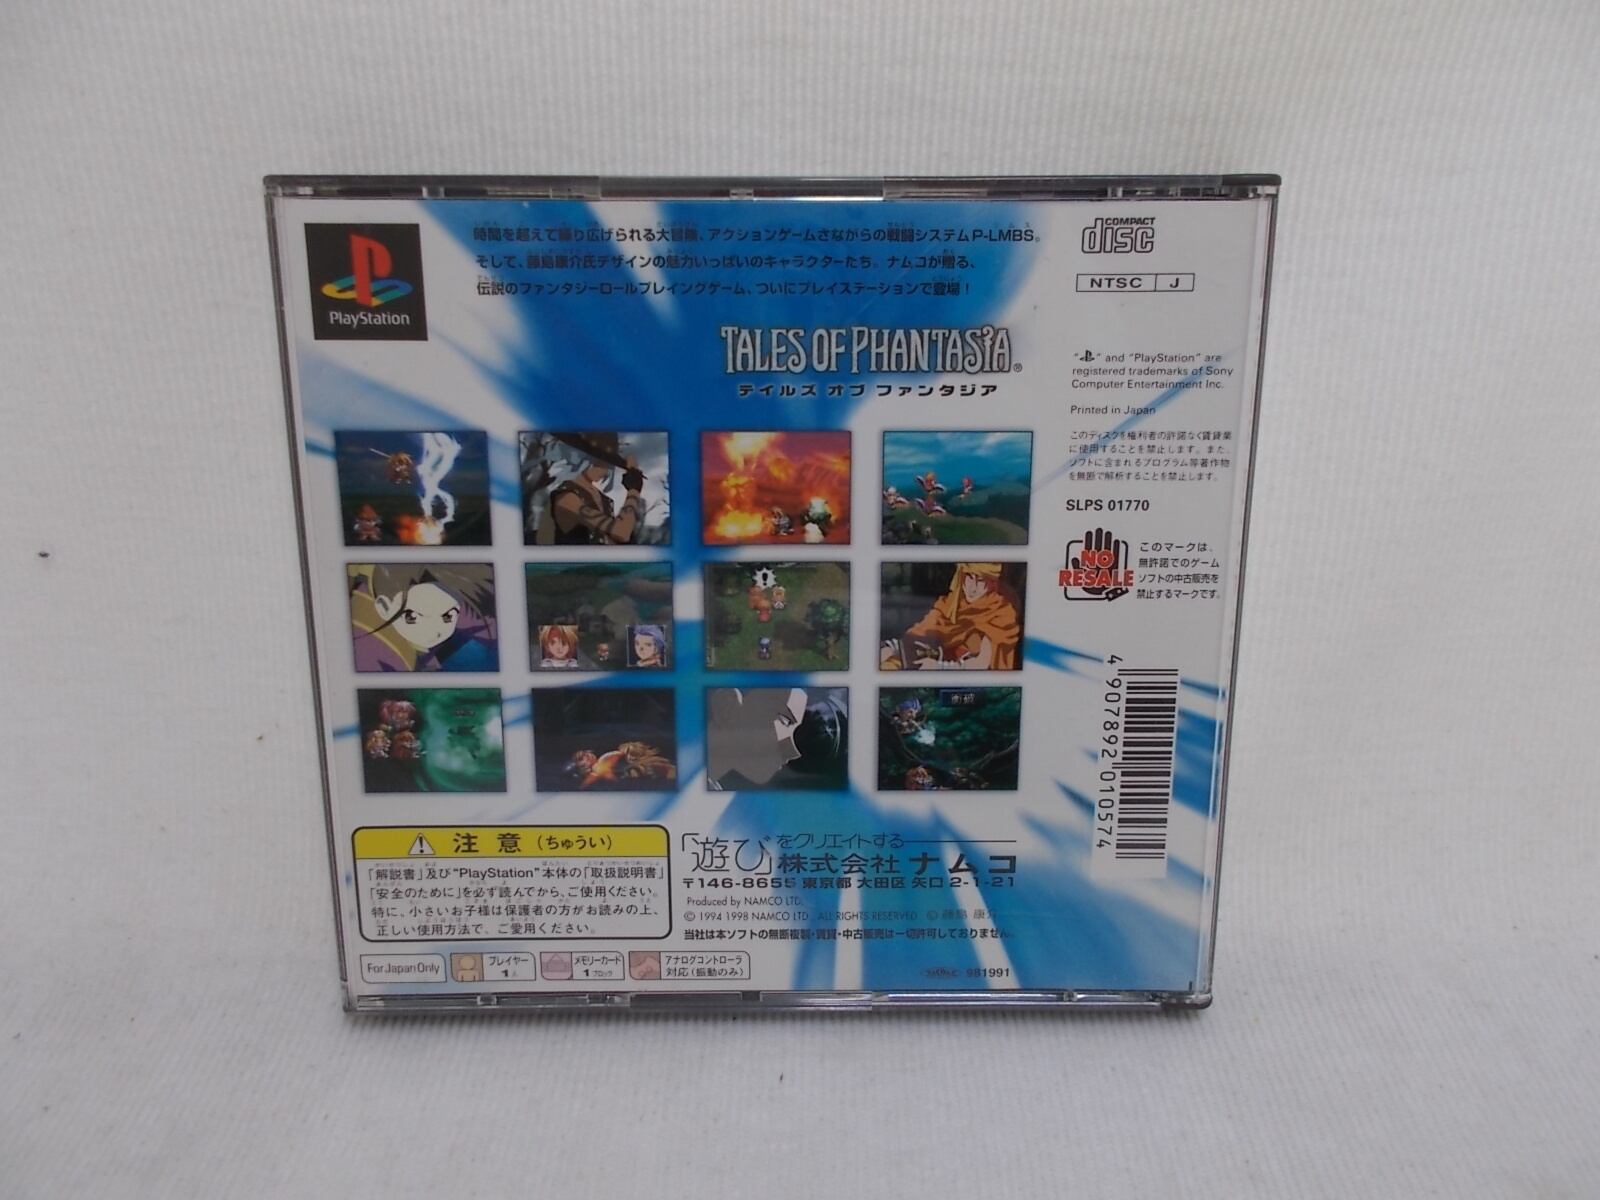 時間を超えて繰り広げられる大冒険、アクションゲームさながらの戦闘システムP-LMBS。
そして、藤島康介氏デザインの魅力いっぱいのキャラクターたち。ナムコが贈る、
伝説のファンタジーロールプレイングゲーム、ついにプレイステーションで登場！
PlayStation
TALES OF PHANTASIA®
テイルズ オブ ファンタジア
COMPACT
disc
NTSC J
“ ” and “PlayStation” are
registered trademarks of Sony
Computer Entertainment Inc.
Printed in Japan
このディスクを権利者の許諾なく賃貸業
に使用することを禁止します。また、
ソフトに含まれるプログラム等著作物
を無断で解析することを禁止します。
SLPS 01770
NO
RESALE
このマークは、
無許諾でのゲーム
ソフトの中古販売を
禁止するマークです。
4 907892 010574
!
注意（ちゅうい）
「解説書」及び“PlayStation”本体の「取扱説明書」
「安全のために」を必ず読んでから、ご使用ください。
特に、小さいお子様は保護者の方がお読みの上、
正しい使用方法で、ご愛用ください。
「遊び」をクリエイトする
株式会社ナムコ
〒146-8655 東京都 大田区 矢口 2-1-21
Produced by NAMCO LTD.
© 1994 1998 NAMCO LTD., ALL RIGHTS RESERVED © 藤島 康介
当社は本ソフトの無断複製・賃貸・中古販売は一切許可しておりません。
For Japan Only
プレイヤー
1人
メモリーカード
1ブロック
アナログコントローラ
対応(振動のみ)
981991